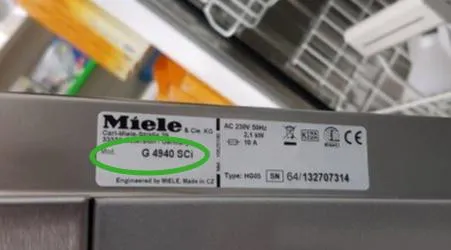 Miele & Cie. KG
Carl-Miele-Straße 29
Mod. G 4940 SCi
Engineered by MIELE, Made in CZ
AC 230V 50Hz
2,1 kW
10 A
Type: HG05 SN 64/132707314